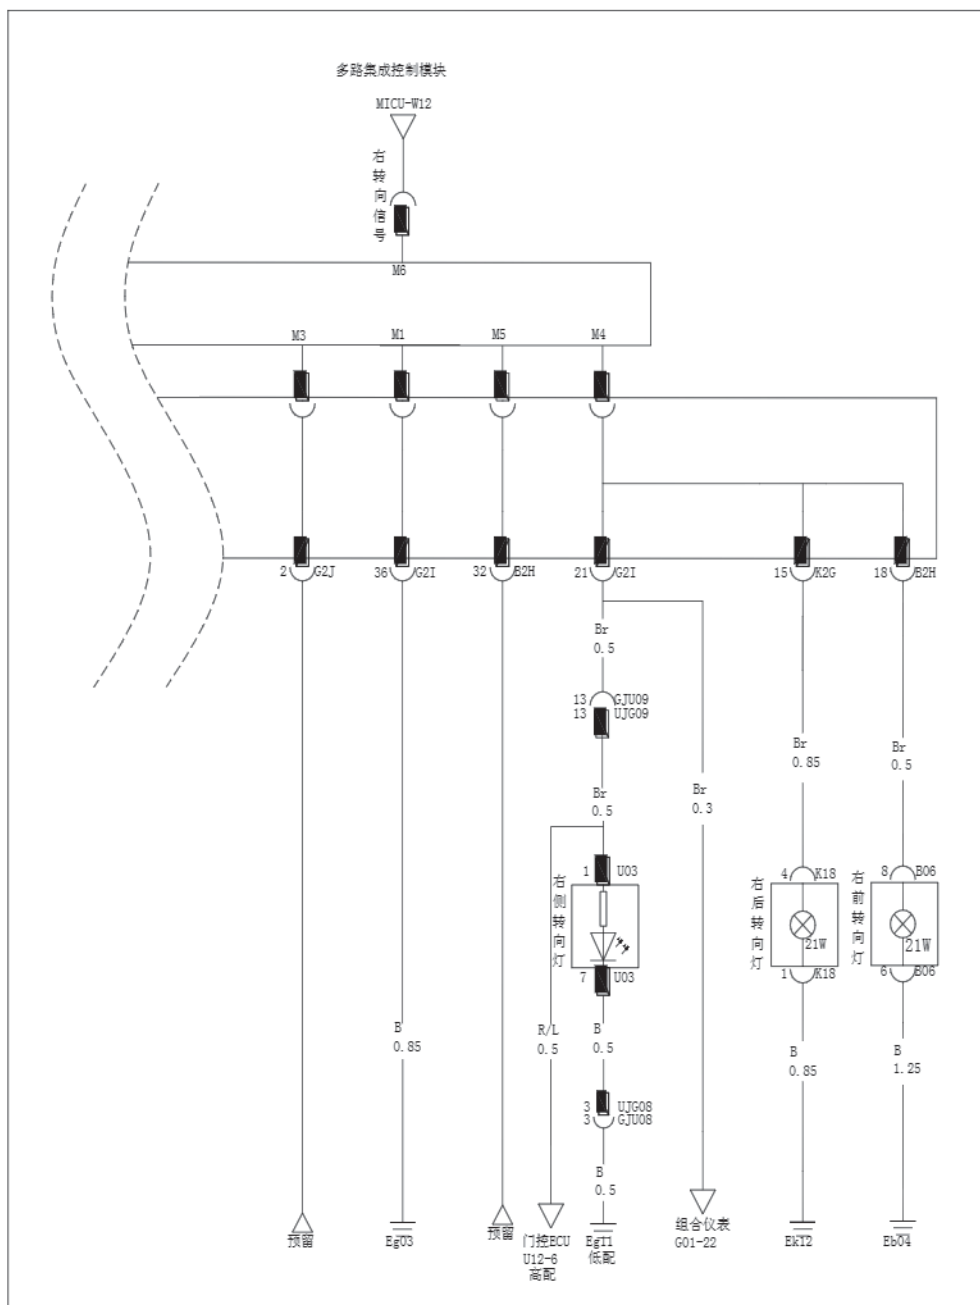 多路集成控制模块
MICU-W12
右转向信号
M6
M3
M1
M5
M4
2
G2J
36
G2I
32
B2H
21
G2I
15
K2G
18
B2H
Br
0.5
13
GJU09
13
UJG09
Br
0.85
Br
0.5
Br
0.5
Br
0.3
1
U03
右侧转向灯
4
K18
右后转向灯
21W
8
B06
右前转向灯
21W
7
U03
1
K18
6
B06
B
0.85
R/L
0.5
B
0.5
B
0.85
B
1.25
3
UJG08
3
GJU08
B
0.5
预留
Eg03
预留
门控ECU
U12-6
高配
Eg11
低配
组合仪表
G01-22
Ek12
Eb04